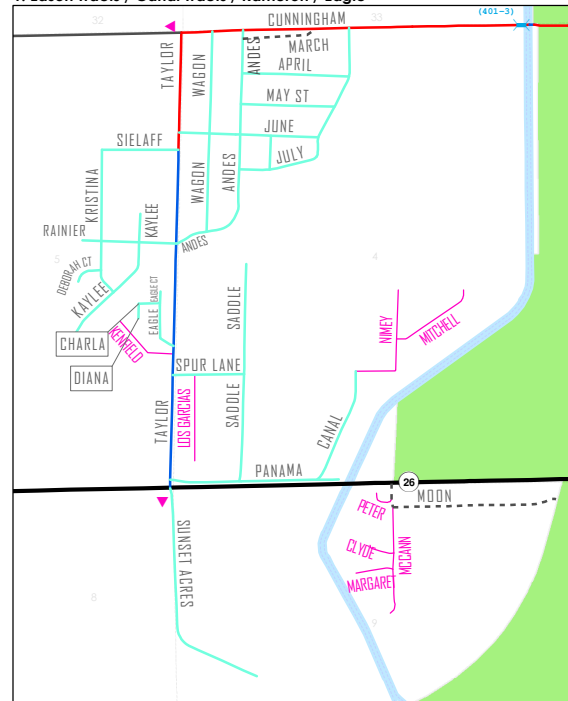 32
CUNNINGHAM
33
(401-3)
TAYLOR
WAGON
ANDES
MARCH
APRIL
MAY ST
JUNE
SIELAFF
JULY
KRISTINA
WAGON
ANDES
KAYLEE
RAINIER
ANDES
5
4
DEBORAH CT
KAYLEE
EAGLE CT
EAGLE
SADDLE
NIMEY
MITCHELL
CHARLA
KENFIELD
SPUR LANE
DIANA
TAYLOR
LOS GARCIAS
SADDLE
CANAL
PANAMA
26
MOON
PETER
SUNSET ACRES
CLYDE
MCCANN
MARGARET
8
9